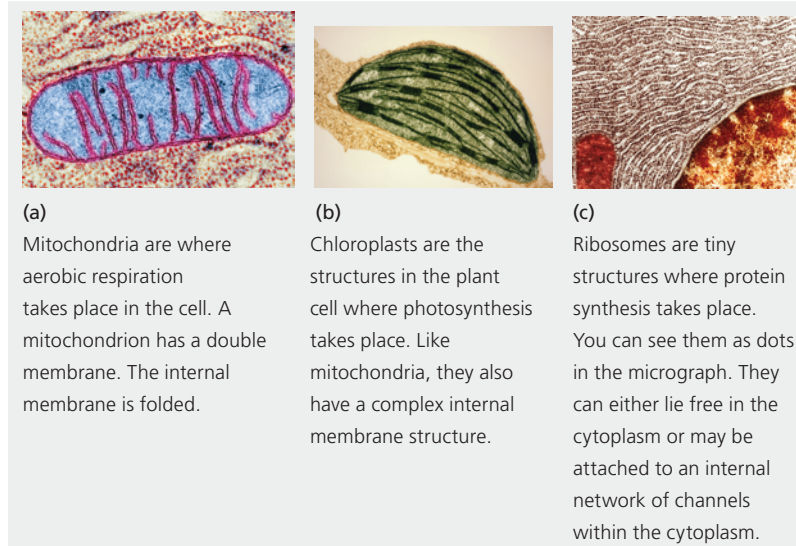 (a)
Mitochondria are where
aerobic respiration
takes place in the cell. A
mitochondrion has a double
membrane. The internal
membrane is folded.
(b)
Chloroplasts are the
structures in the plant
cell where photosynthesis
takes place. Like
mitochondria, they also
have a complex internal
membrane structure.
(c)
Ribosomes are tiny
structures where protein
synthesis takes place.
You can see them as dots
in the micrograph. They
can either lie free in the
cytoplasm or may be
attached to an internal
network of channels
within the cytoplasm.